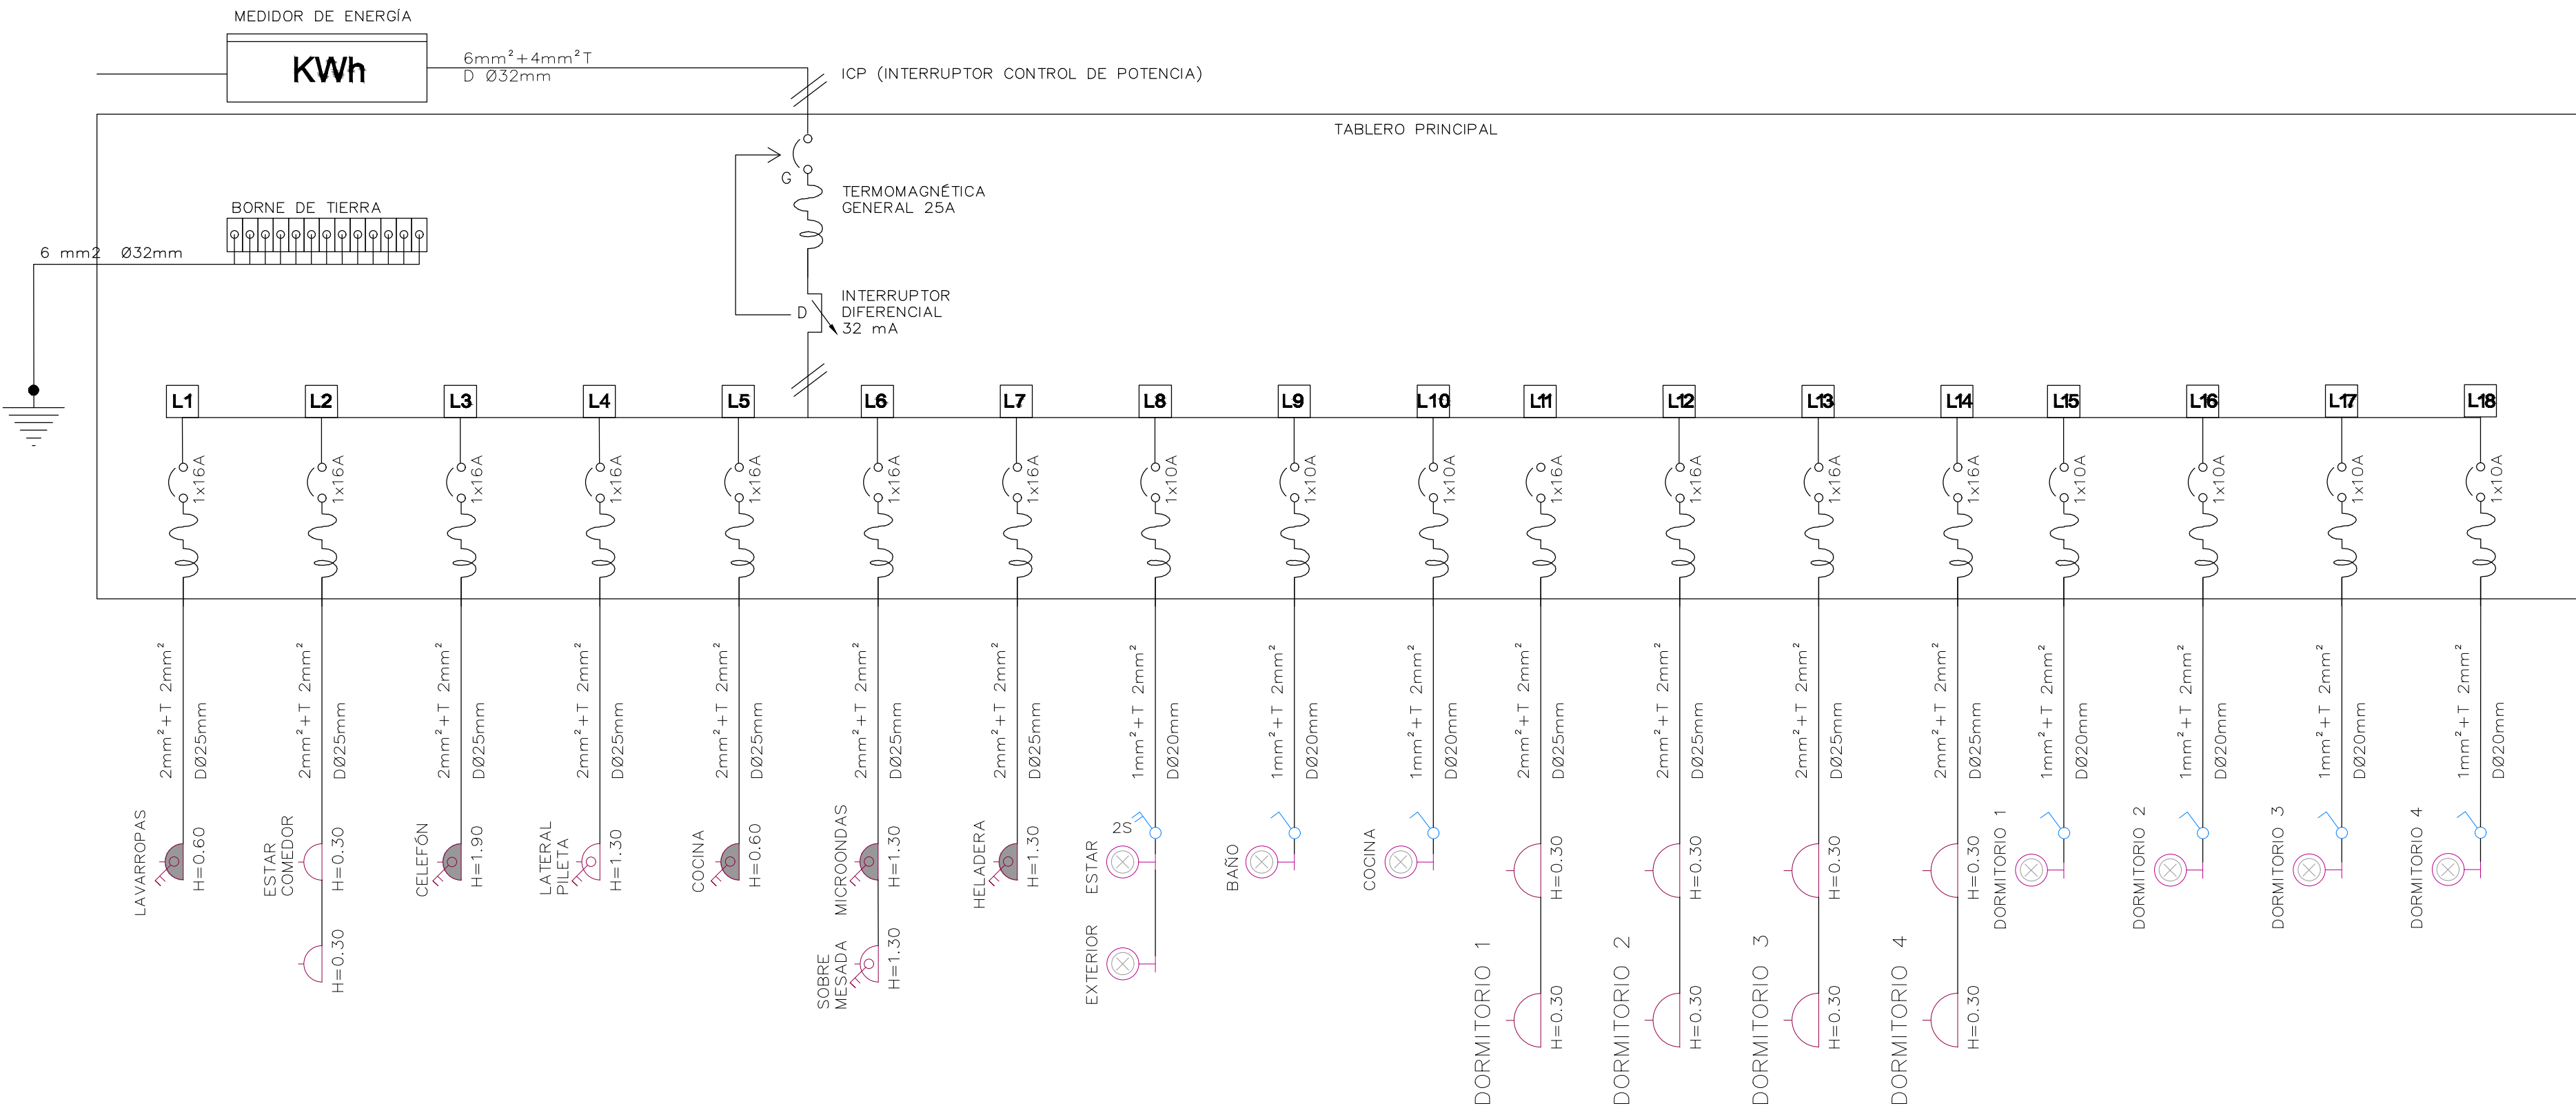 MEDIDOR DE ENERGÍA
KWh
6mm²+4mm²T
D Ø32mm
ICP (INTERRUPTOR CONTROL DE POTENCIA)
TABLERO PRINCIPAL
G
TERMOMAGNÉTICA
GENERAL 25A
BORNE DE TIERRA
6 mm2 Ø32mm
D
INTERRUPTOR
DIFERENCIAL
32 mA
L1
L2
L3
L4
L5
L6
L7
L8
L9
L10
L11
L12
L13
L14
L15
L16
L17
L18
1x16A
1x16A
1x16A
1x16A
1x16A
1x16A
1x16A
1x10A
1x10A
1x10A
1x16A
1x16A
1x16A
1x16A
1x10A
1x10A
1x10A
1x10A
2mm²+T 2mm²
DØ25mm
2mm²+T 2mm²
DØ25mm
2mm²+T 2mm²
DØ25mm
2mm²+T 2mm²
DØ25mm
2mm²+T 2mm²
DØ25mm
2mm²+T 2mm²
DØ25mm
2mm²+T 2mm²
DØ25mm
1mm²+T 2mm²
DØ20mm
1mm²+T 2mm²
DØ20mm
1mm²+T 2mm²
DØ20mm
2mm²+T 2mm²
DØ25mm
2mm²+T 2mm²
DØ25mm
2mm²+T 2mm²
DØ25mm
2mm²+T 2mm²
DØ25mm
1mm²+T 2mm²
DØ20mm
1mm²+T 2mm²
DØ20mm
1mm²+T 2mm²
DØ20mm
1mm²+T 2mm²
DØ20mm
LAVARROPAS
H=0.60
ESTAR
COMEDOR
H=0.30
H=0.30
CELEFÓN
H=1.90
LATERAL
PILETA
H=1.30
COCINA
H=0.60
MICROONDAS
H=1.30
SOBRE
MESADA
H=1.30
HELADERA
H=1.30
2S
ESTAR
EXTERIOR
BAÑO
COCINA
DORMITORIO 1
H=0.30
H=0.30
DORMITORIO 2
H=0.30
H=0.30
DORMITORIO 3
H=0.30
H=0.30
DORMITORIO 4
H=0.30
H=0.30
DORMITORIO 1
DORMITORIO 2
DORMITORIO 3
DORMITORIO 4